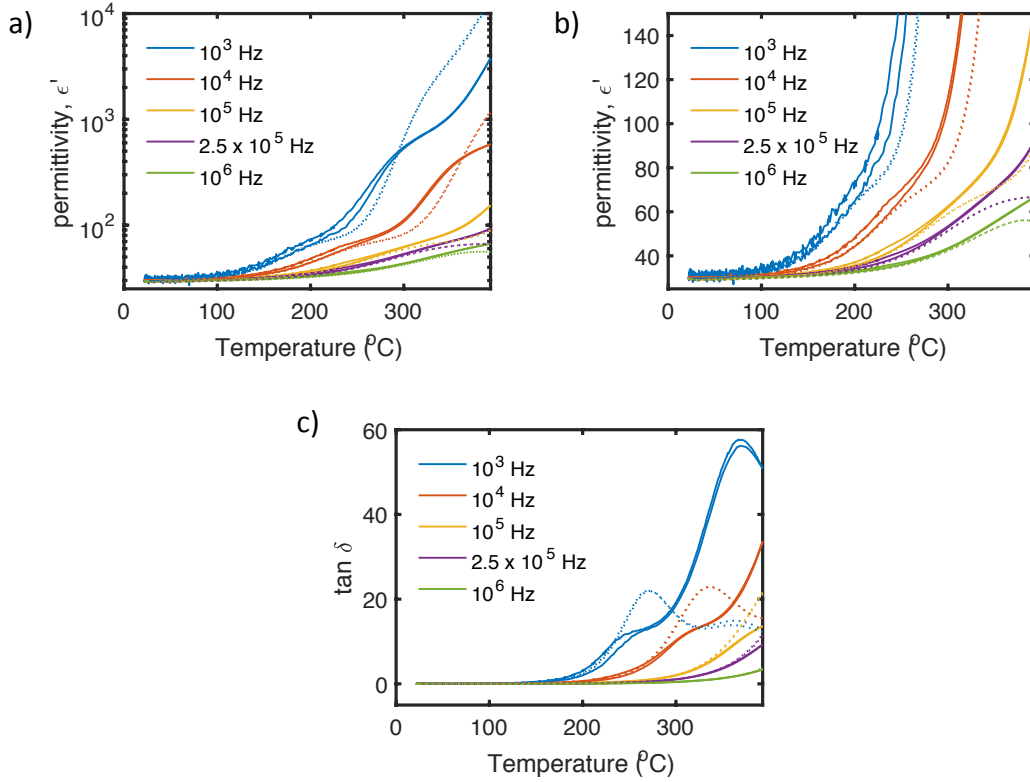 a)
10^4
10^3
10^2
permittivity, ϵ'
10^3 Hz
10^4 Hz
10^5 Hz
2.5 x 10^5 Hz
10^6 Hz
0 100 200 300
Temperature (ºC)
b)
140
120
100
80
60
40
permittivity, ϵ'
10^3 Hz
10^4 Hz
10^5 Hz
2.5 x 10^5 Hz
10^6 Hz
0 100 200 300
Temperature (ºC)
c)
60
40
20
0
tan δ
10^3 Hz
10^4 Hz
10^5 Hz
2.5 x 10^5 Hz
10^6 Hz
0 100 200 300
Temperature (ºC)